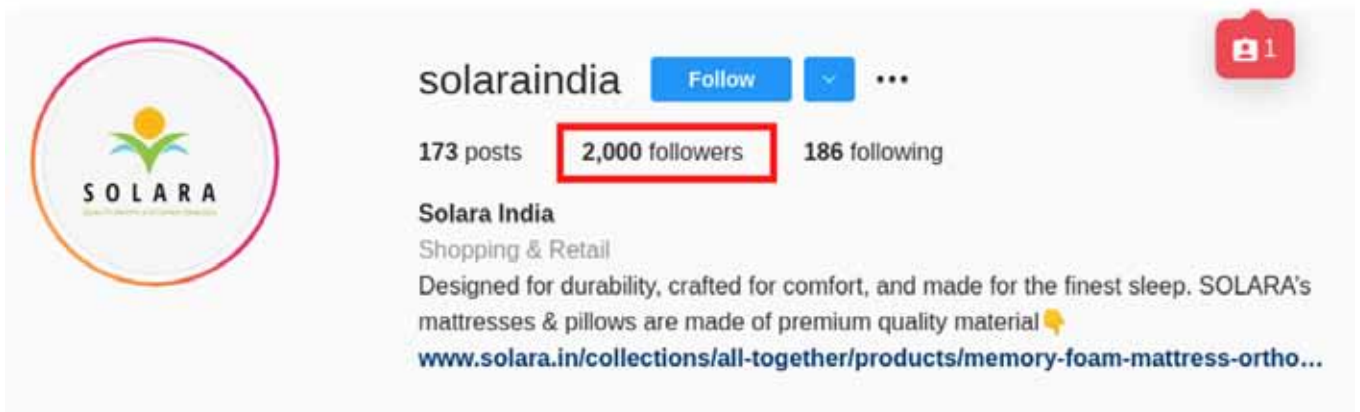 solaraindia Follow ...
1
173 posts 2,000 followers 186 following
SOLARA
Solara India
Shopping & Retail
Designed for durability, crafted for comfort, and made for the finest sleep. SOLARA's
mattresses & pillows are made of premium quality material👇
www.solara.in/collections/all-together/products/memory-foam-mattress-ortho...